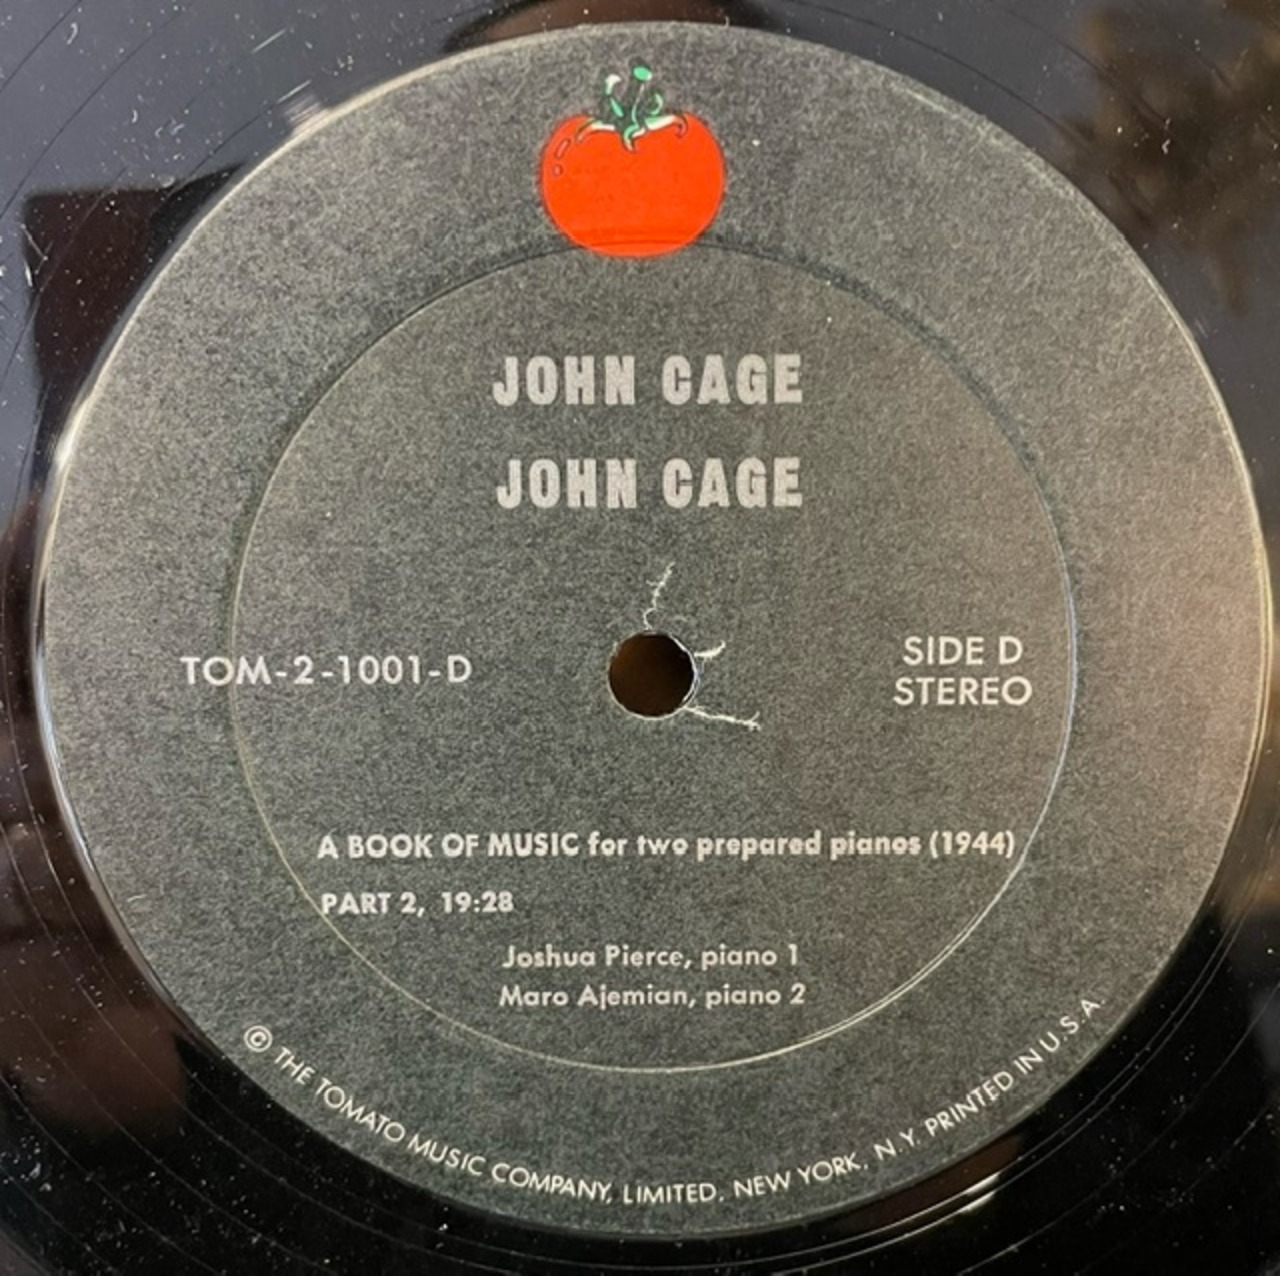 JOHN CAGE
JOHN CAGE
TOM-2-1001-D
SIDE D
STEREO
A BOOK OF MUSIC for two prepared pianos (1944)
PART 2, 19:28
Joshua Pierce, piano 1
Maro Ajemian, piano 2
© THE TOMATO MUSIC COMPANY, LIMITED, NEW YORK, N.Y. PRINTED IN U.S.A.